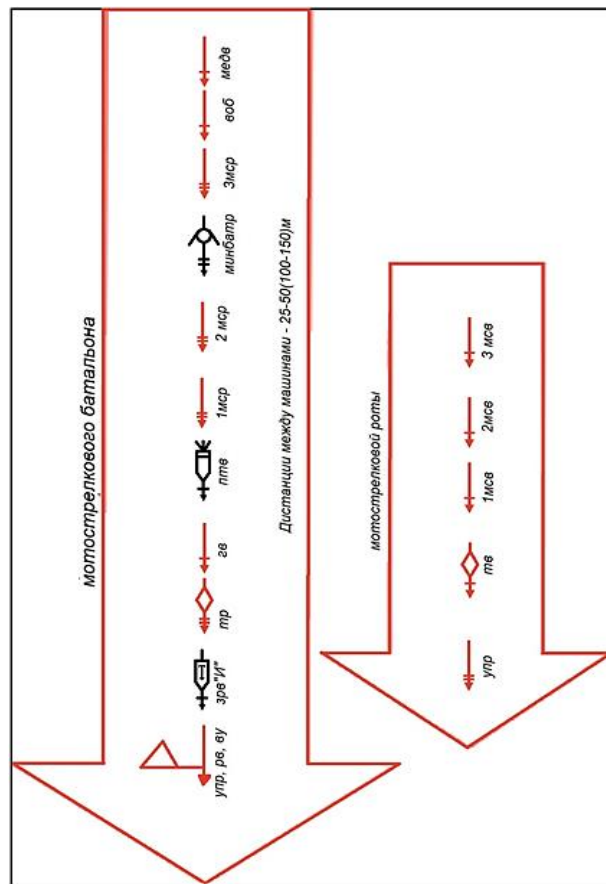 мотострелкового батальона
медв
воб
3мср
минбатр
2 мср
1мср
птв
гв
тр
зрв"И"
упр, рв, ву
Дистанции между машинами - 25-50(100-150)м
мотострелковой роты
3 мсв
2мсв
1мсв
тв
упр